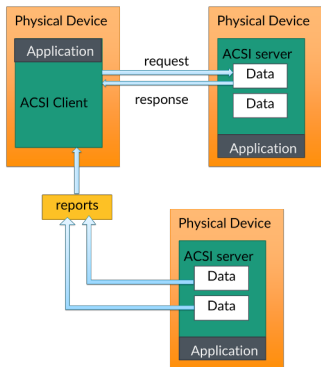 Physical Device
Application
ACSI Client
request
response
Physical Device
ACSI server
Data
Data
Application
reports
Physical Device
ACSI server
Data
Data
Application